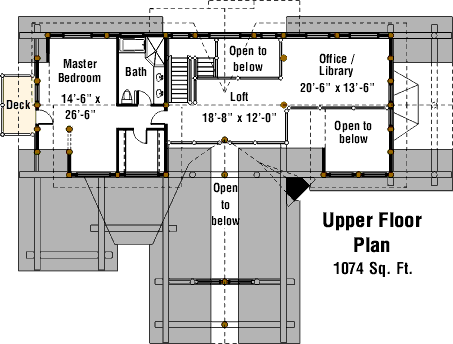 Master
Bedroom
14'-6" x
26'-6"
Deck
Bath
Open to
below
Loft
18'-8" x 12'-0"
Office /
Library
20'-6" x 13'-6"
Open to
below
Open
to
below
Upper Floor
Plan
1074 Sq. Ft.